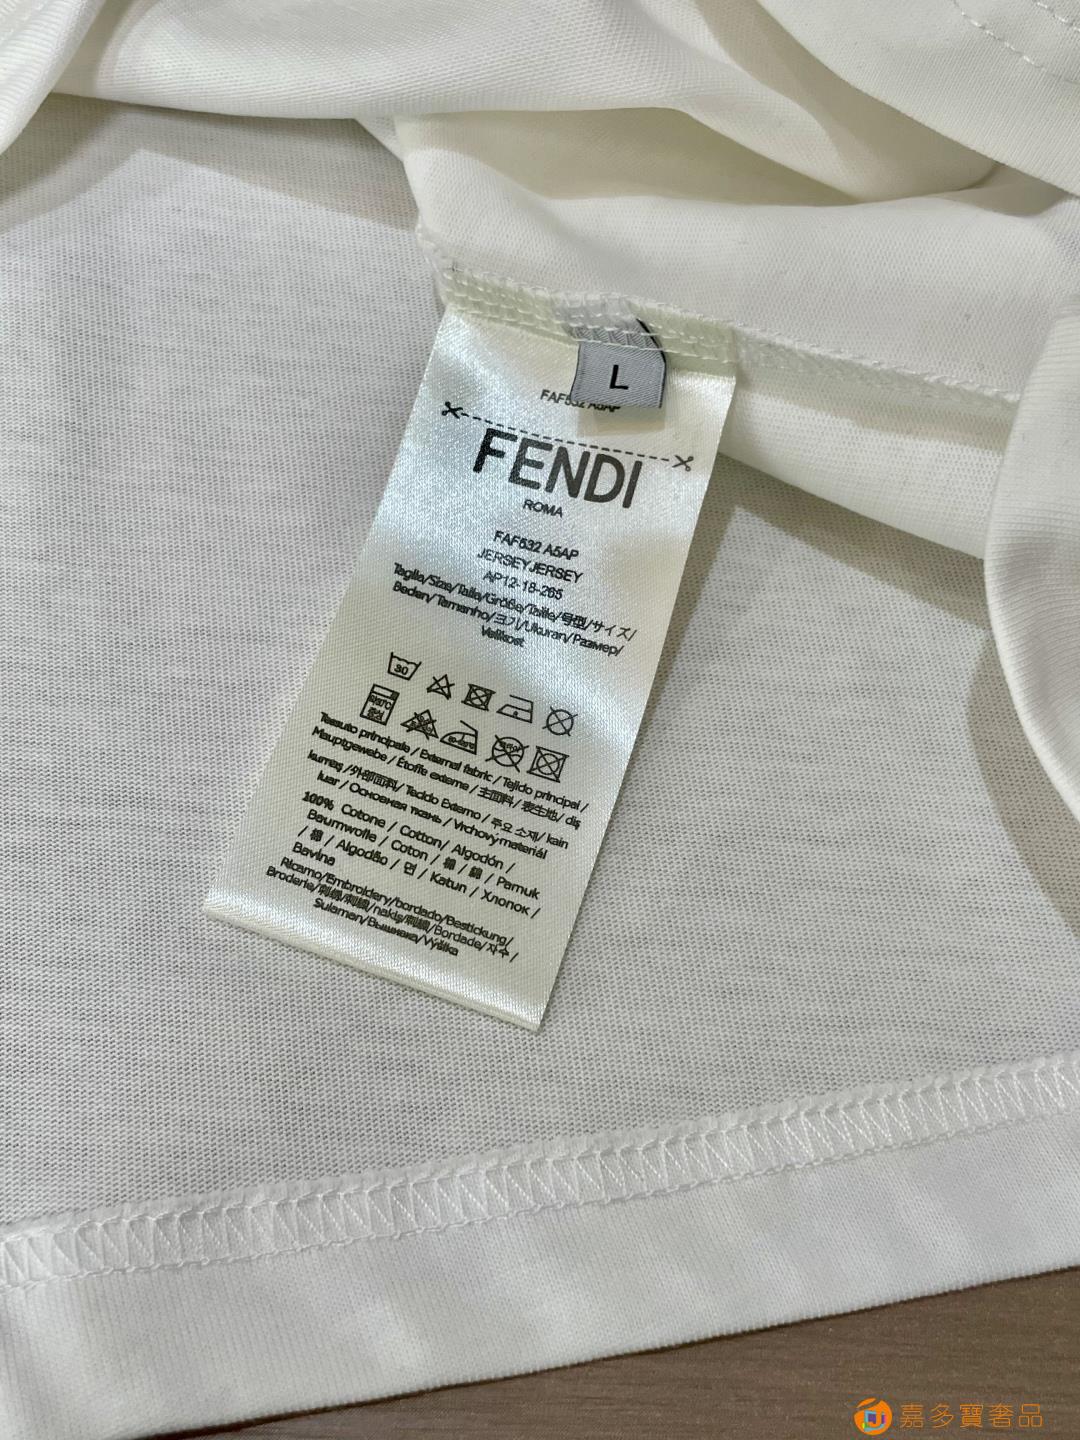 L
FAF532 A5AP
FENDI
ROMA
FAF532 A5AP
JERSEY JERSEY
AP12-18-265
Taglia/Size/Talla/Größe/Taille/号型/サイズ/
Beden/Tamanho/크기/Ukuran/Размер/
Velikost
30
Tessuto principale / External fabric / Tejido principal /
Hauptgewebe / Étoffe externe / 主面料 / 表生地 / dış
kumaş / 外部面料 / Tecido Externo / 주요 소재 / kain
luar / Основная ткань / Vrchový materiál
100% Cotone / Cotton / Algodón /
Baumwolle / Coton / 棉 / 綿 / Pamuk
/ 棉 / Algodão / 면 / Katun / Хлопок /
Bavlna
Ricamo/Embroidery/bordado/Bestickung/
Broderie/刺绣/刺繍/nakış/刺繡/Bordade/자수/
Sulaman/Вышивка/Výšika
嘉多寶奢品